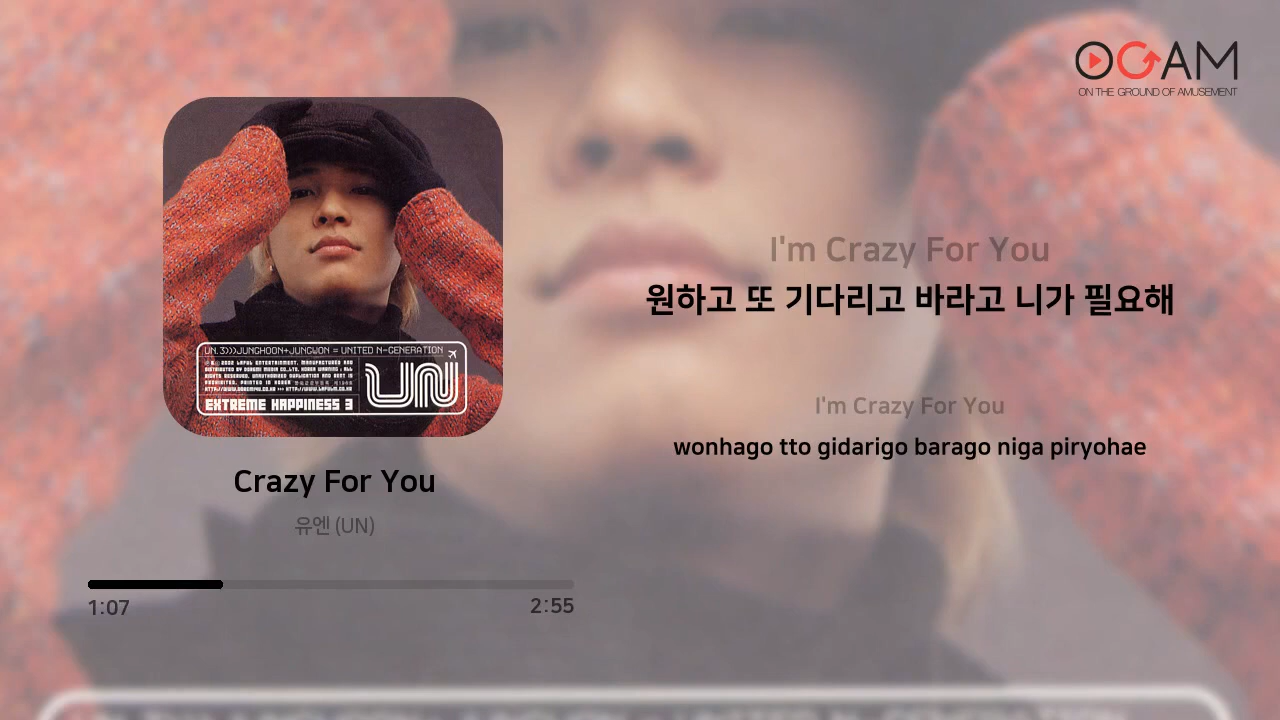 OGAM
ON THE GROUND OF AMUSEMENT
UN.3>>>JUNGHOON+JUNGWON = UNITED N-GENERATION
UN
EXTREME HAPPINESS 3
I'm Crazy For You
원하고 또 기다리고 바라고 니가 필요해
I'm Crazy For You
wonhago tto gidarigo barago niga piryohae
Crazy For You
유엔 (UN)
1:07
2:55